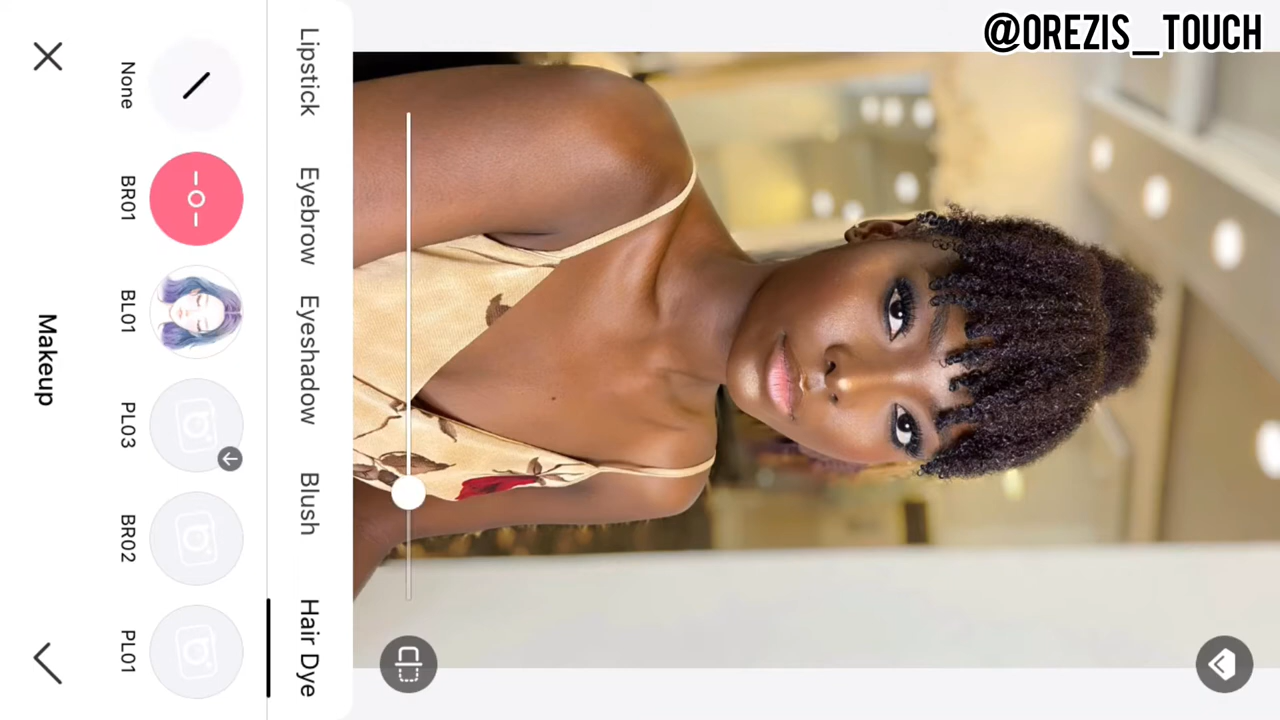 @OREZIS_TOUCH
Lipstick
Eyebrow
Eyeshadow
Blush
Hair Dye
None
BR01
BL01
PL03
BR02
PL01
Makeup